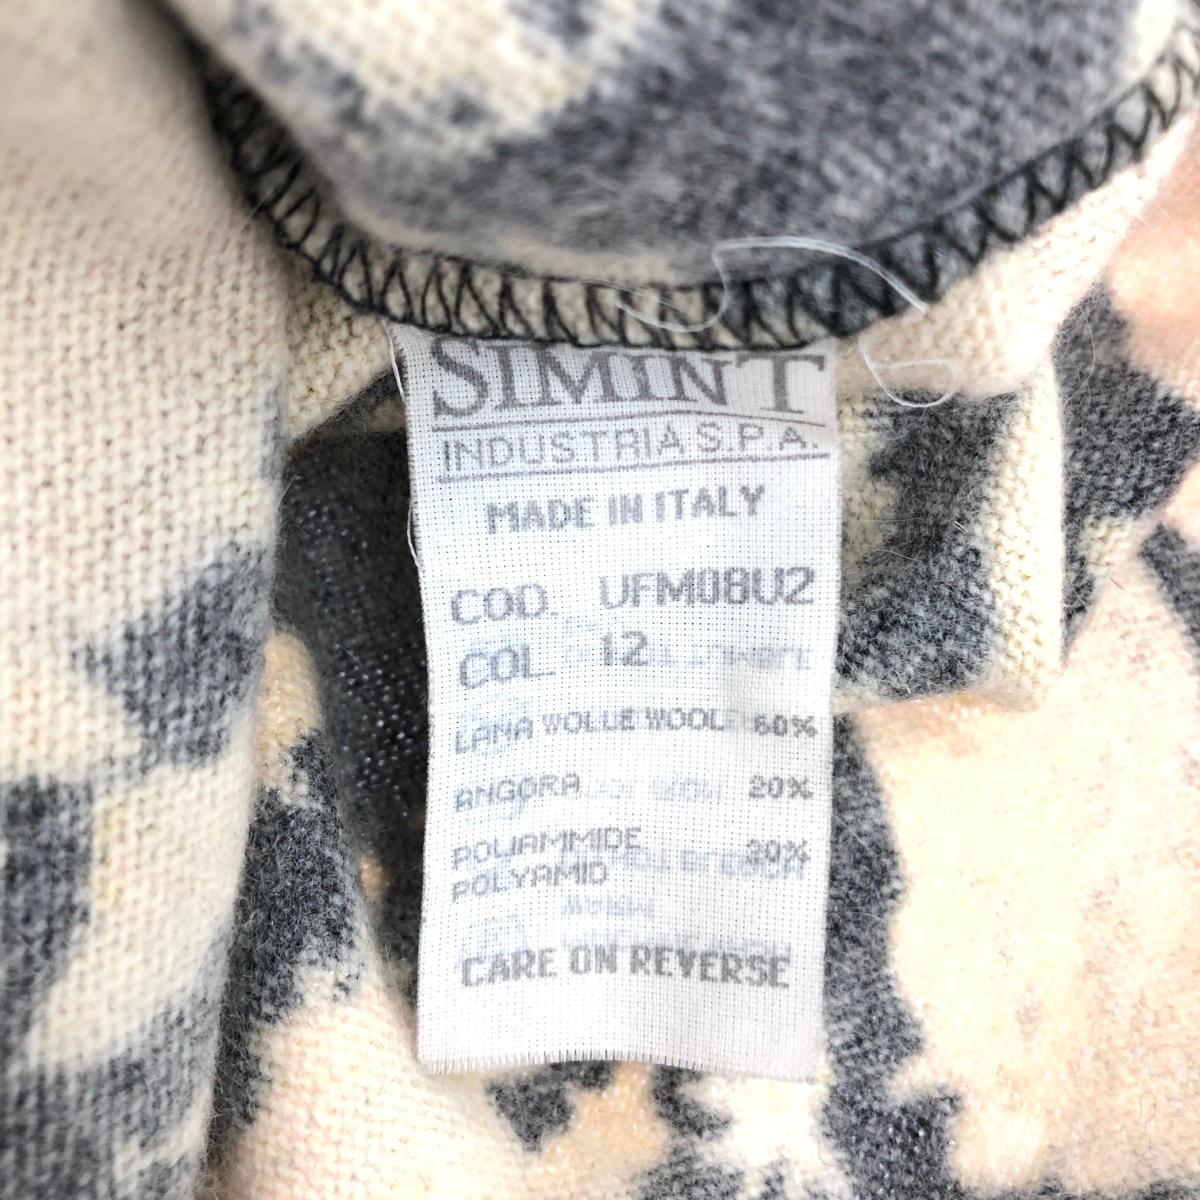 SIMINT
INDUSTRIA S.P.A.
MADE IN ITALY
COD. UFM08U2
COL. 12
LANA WOLLE WOOL 60%
ANGORA 20%
POLIAMMIDE 20%
POLYAMID
CARE ON REVERSE